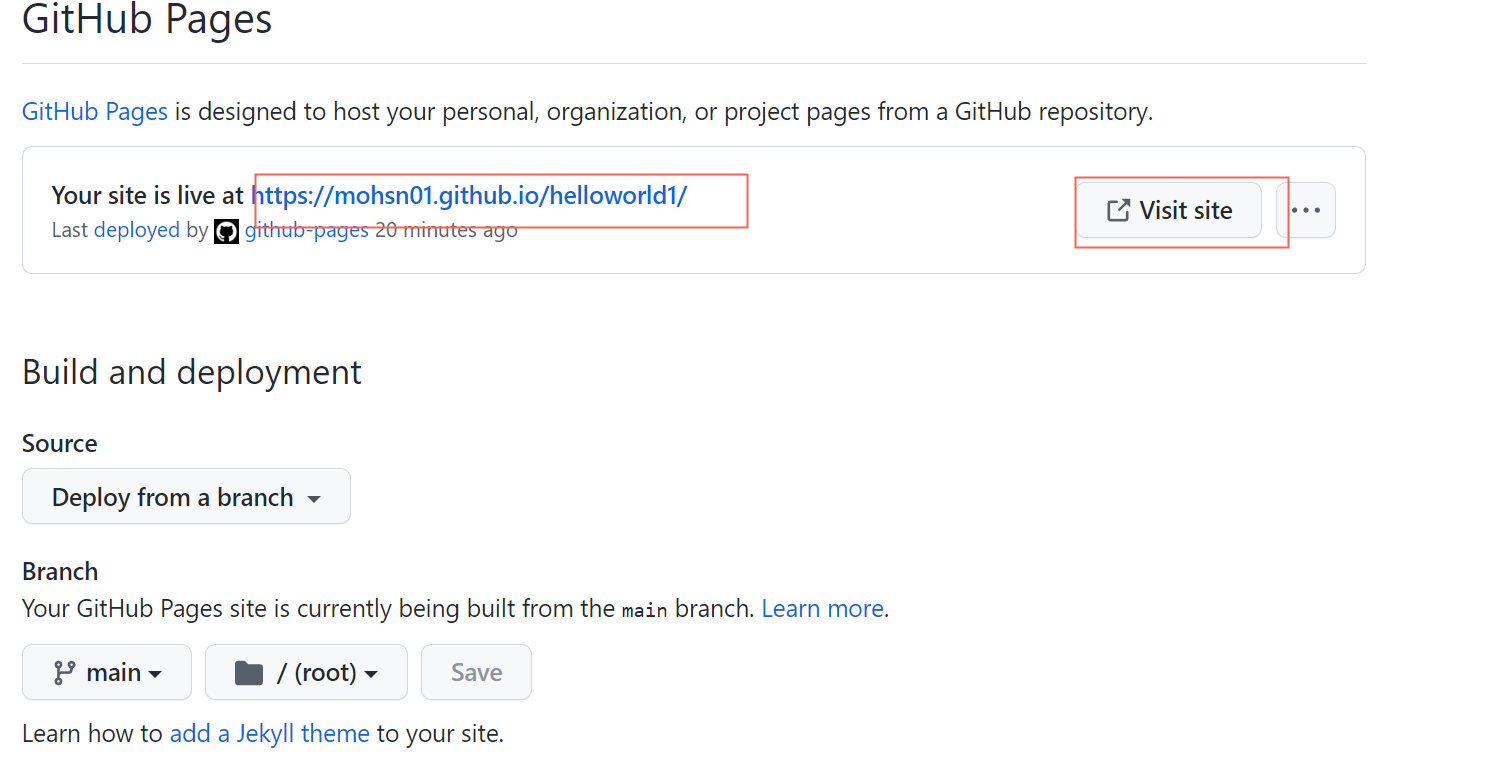 GitHub Pages
GitHub Pages is designed to host your personal, organization, or project pages from a GitHub repository.
Your site is live at https://mohsn01.github.io/helloworld1/
Last deployed by github-pages 20 minutes ago
Visit site
Build and deployment
Source
Deploy from a branch
Branch
Your GitHub Pages site is currently being built from the main branch. Learn more.
main / (root) Save
Learn how to add a Jekyll theme to your site.